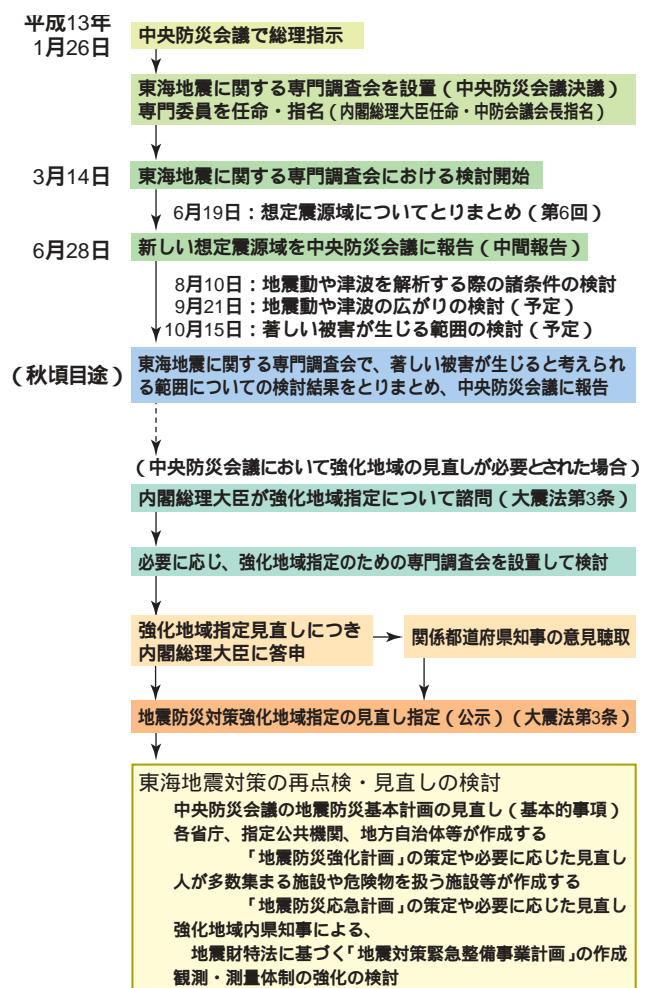 平成13年
1月26日
中央防災会議で総理指示
東海地震に関する専門調査会を設置（中央防災会議決議）
専門委員を任命・指名（内閣総理大臣任命・中防会議会長指名）
3月14日
東海地震に関する専門調査会における検討開始
6月19日：想定震源域についてとりまとめ（第6回）
6月28日
新しい想定震源域を中央防災会議に報告（中間報告）
8月10日：地震動や津波を解析する際の諸条件の検討
9月21日：地震動や津波の広がりの検討（予定）
10月15日：著しい被害が生じる範囲の検討（予定）
（秋頃目途）
東海地震に関する専門調査会で、著しい被害が生じると考えられ
る範囲についての検討結果をとりまとめ、中央防災会議に報告
（中央防災会議において強化地域の見直しが必要とされた場合）
内閣総理大臣が強化地域指定について諮問（大震法第3条）
必要に応じ、強化地域指定のための専門調査会を設置して検討
強化地域指定見直しにつき
内閣総理大臣に答申
関係都道府県知事の意見聴取
地震防災対策強化地域指定の見直し指定（公示）（大震法第3条）
東海地震対策の再点検・見直しの検討
中央防災会議の地震防災基本計画の見直し（基本的事項）
各省庁、指定公共機関、地方自治体等が作成する
「地震防災強化計画」の策定や必要に応じた見直し
人が多数集まる施設や危険物を扱う施設等が作成する
「地震防災応急計画」の策定や必要に応じた見直し
強化地域内県知事による、
地震財特法に基づく「地震対策緊急整備事業計画」の作成
観測・測量体制の強化の検討